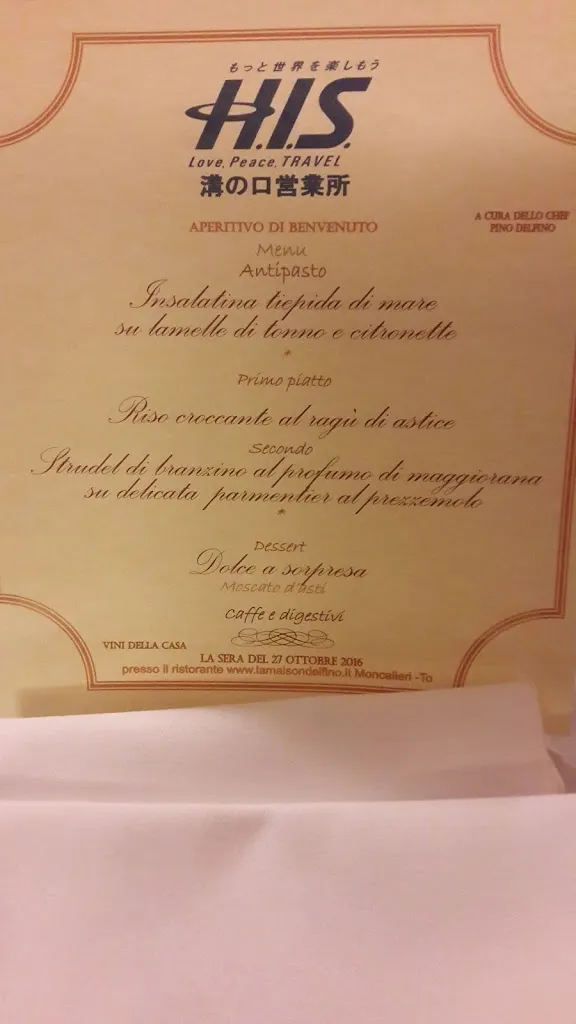 もっと世界を楽しもう
H.I.S.
Love, Peace, TRAVEL
溝の口営業所
A CURA DELLO CHEF
PINO DELFINO
APERITIVO DI BENVENUTO
Menu
Antipasto
Insalatina tiepida di mare
su lamelle di tonno e citronette
*
Primo piatto
Riso croccante al ragù di astice
Secondo
Strudel di branzino al profumo di maggiorana
su delicata parmentier al prezzemolo
*
Dessert
Dolce a sorpresa
Moscato d'asti
Caffe e digestivi
VINI DELLA CASA
LA SERA DEL 27 OTTOBRE 2016
presso il ristorante www.lamaisondelfino.it Moncalieri -To